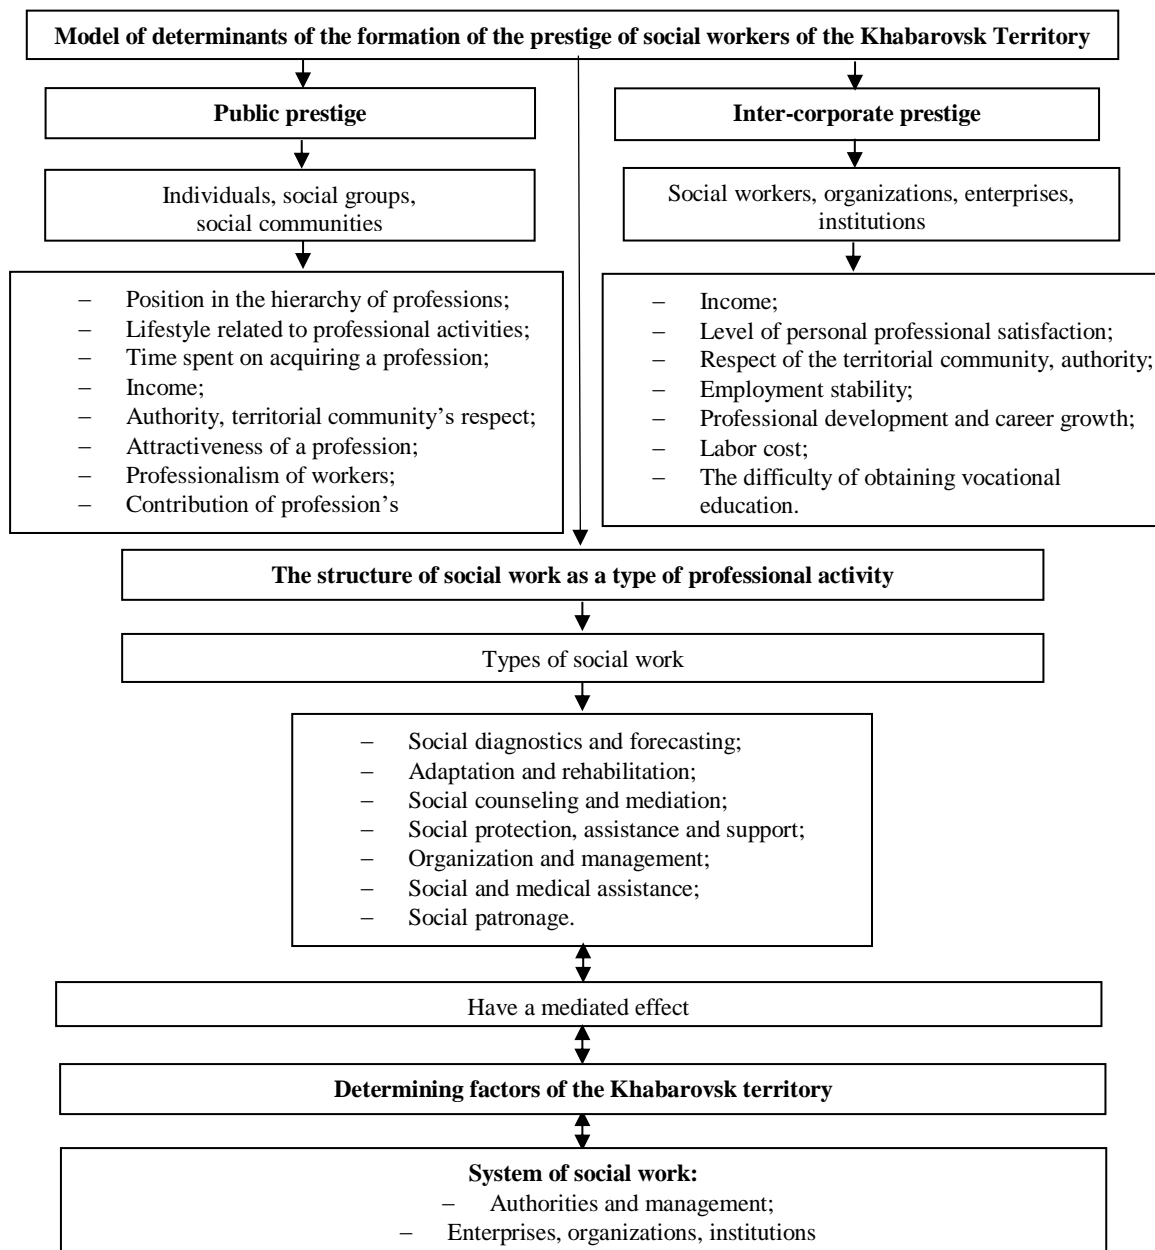 Model of determinants of the formation of the prestige of social workers of the Khabarovsk Territory
Public prestige
Individuals, social groups,
social communities
– Position in the hierarchy of professions;
– Lifestyle related to professional activities;
– Time spent on acquiring a profession;
– Income;
– Authority, territorial community’s respect;
– Attractiveness of a profession;
– Professionalism of workers;
– Contribution of profession’s
Inter-corporate prestige
Social workers, organizations, enterprises,
institutions
– Income;
– Level of personal professional satisfaction;
– Respect of the territorial community, authority;
– Employment stability;
– Professional development and career growth;
– Labor cost;
– The difficulty of obtaining vocational
education.
The structure of social work as a type of professional activity
Types of social work
– Social diagnostics and forecasting;
– Adaptation and rehabilitation;
– Social counseling and mediation;
– Social protection, assistance and support;
– Organization and management;
– Social and medical assistance;
– Social patronage.
Have a mediated effect
Determining factors of the Khabarovsk territory
System of social work:
– Authorities and management;
– Enterprises, organizations, institutions